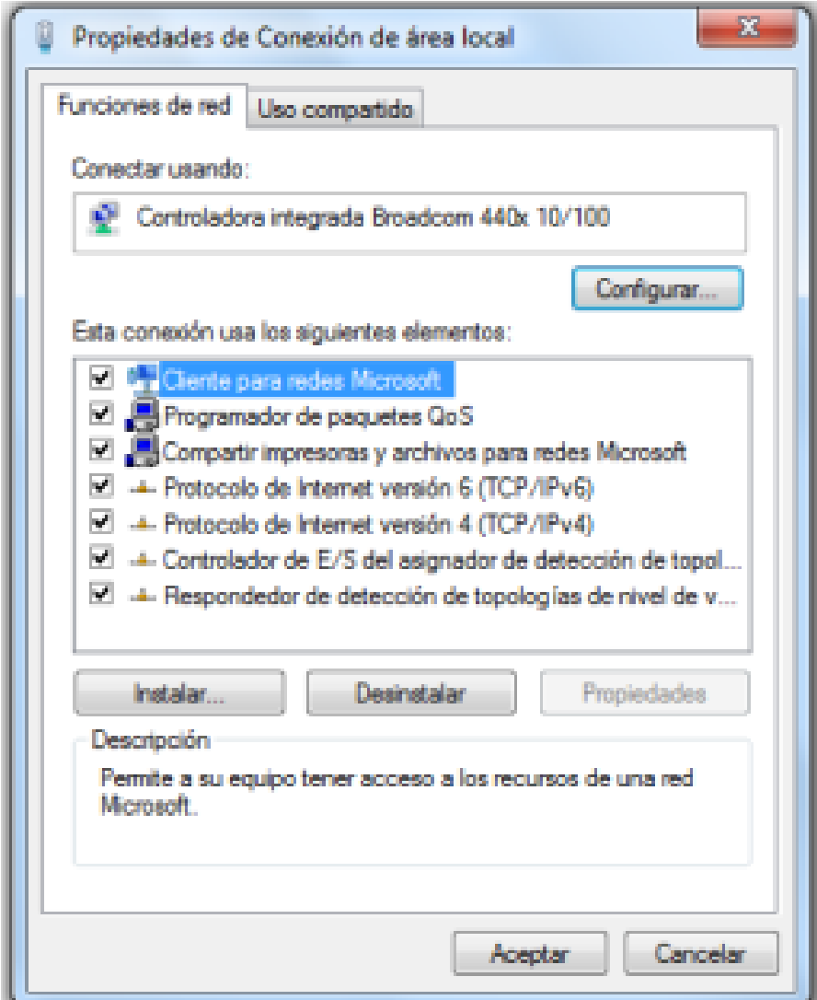 Propiedades de Conexión de área local
Funciones de red
Uso compartido
Conectar usando:
Controladora integrada Broadcom 440x 10/100
Configurar...
Esta conexión usa los siguientes elementos:
Cliente para redes Microsoft
Programador de paquetes QoS
Compartir impresoras y archivos para redes Microsoft
Protocolo de Internet versión 6 (TCP/IPv6)
Protocolo de Internet versión 4 (TCP/IPv4)
Controlador de E/S del asignador de detección de topol...
Respondedor de detección de topologías de nivel de v...
Instalar...
Desinstalar
Propiedades
Descripción
Permite a su equipo tener acceso a los recursos de una red
Microsoft.
Aceptar
Cancelar